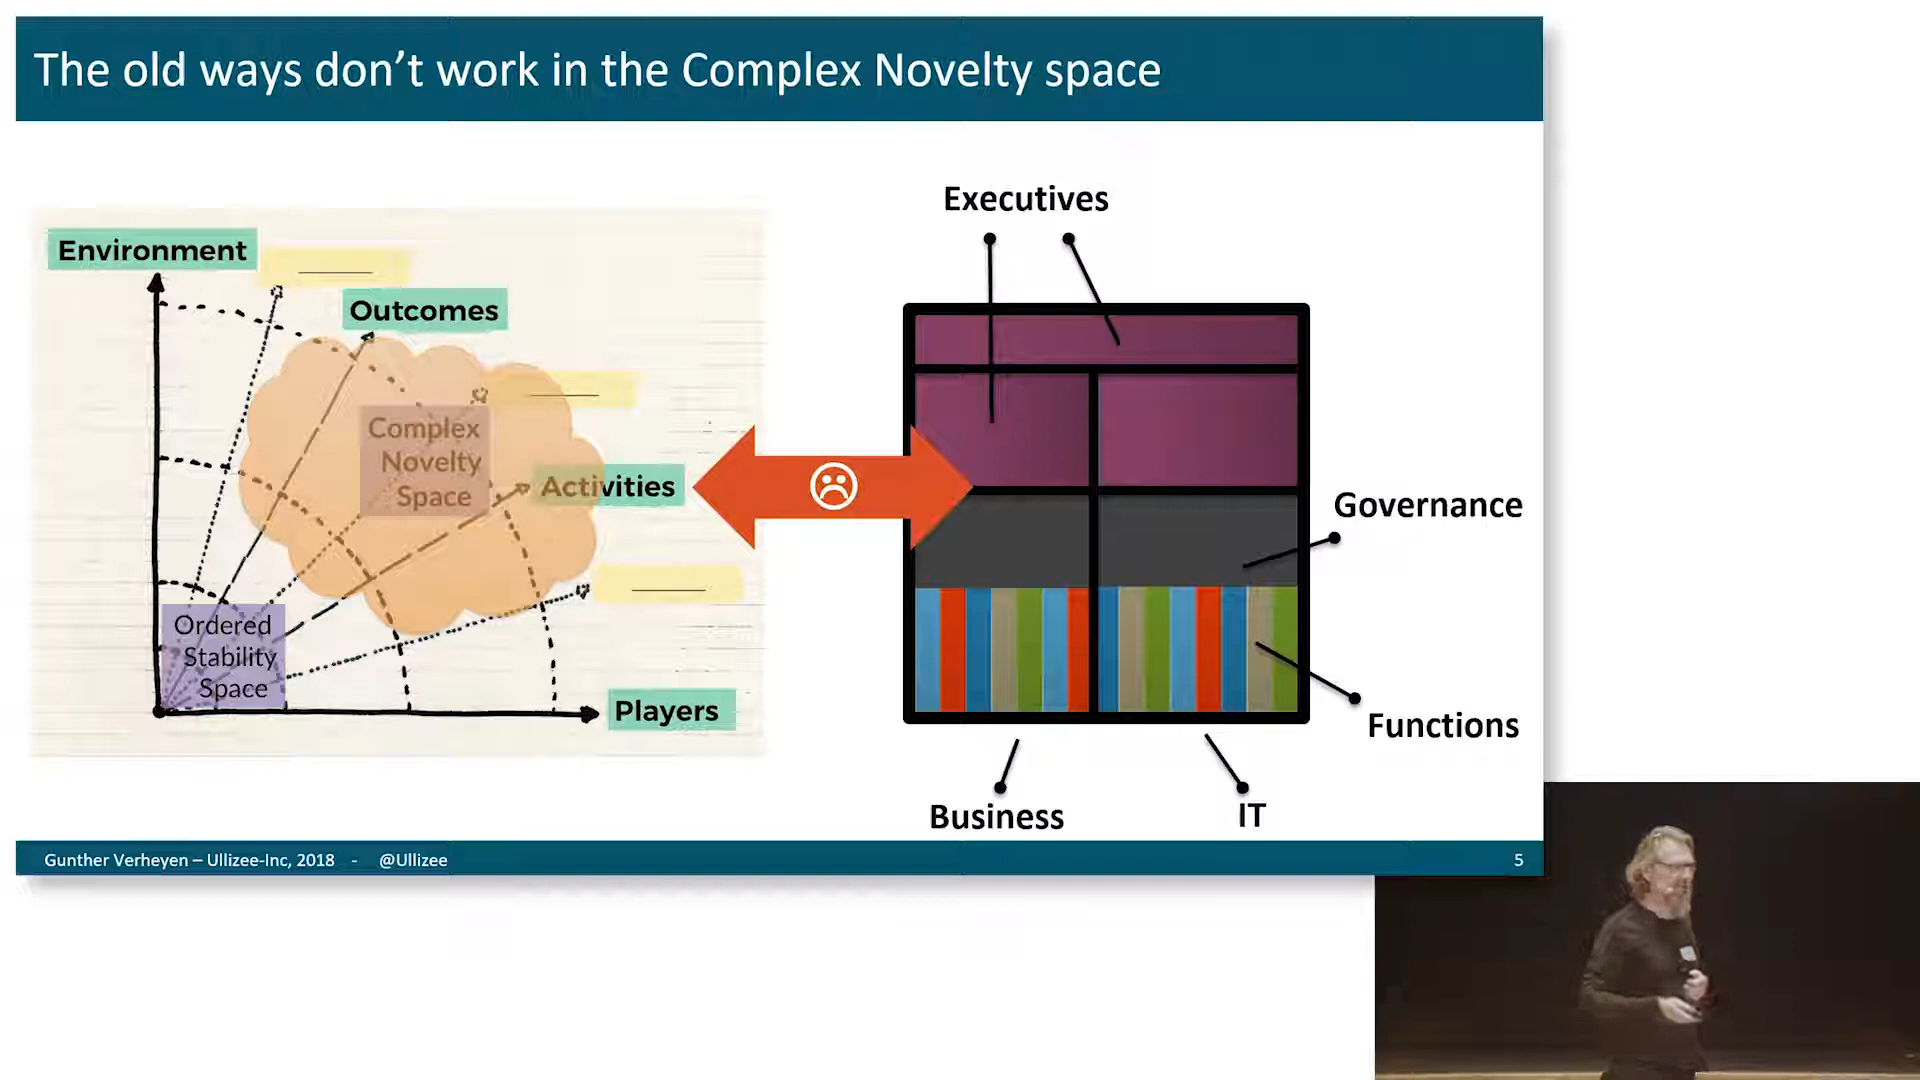 The old ways don't work in the Complex Novelty space
Environment
Outcomes
Complex
Novelty
Space
Activities
Ordered
Stability
Space
Players
Executives
Governance
Functions
Business
IT
Gunther Verheyen – Ullizee-Inc, 2018 - @Ullizee
5